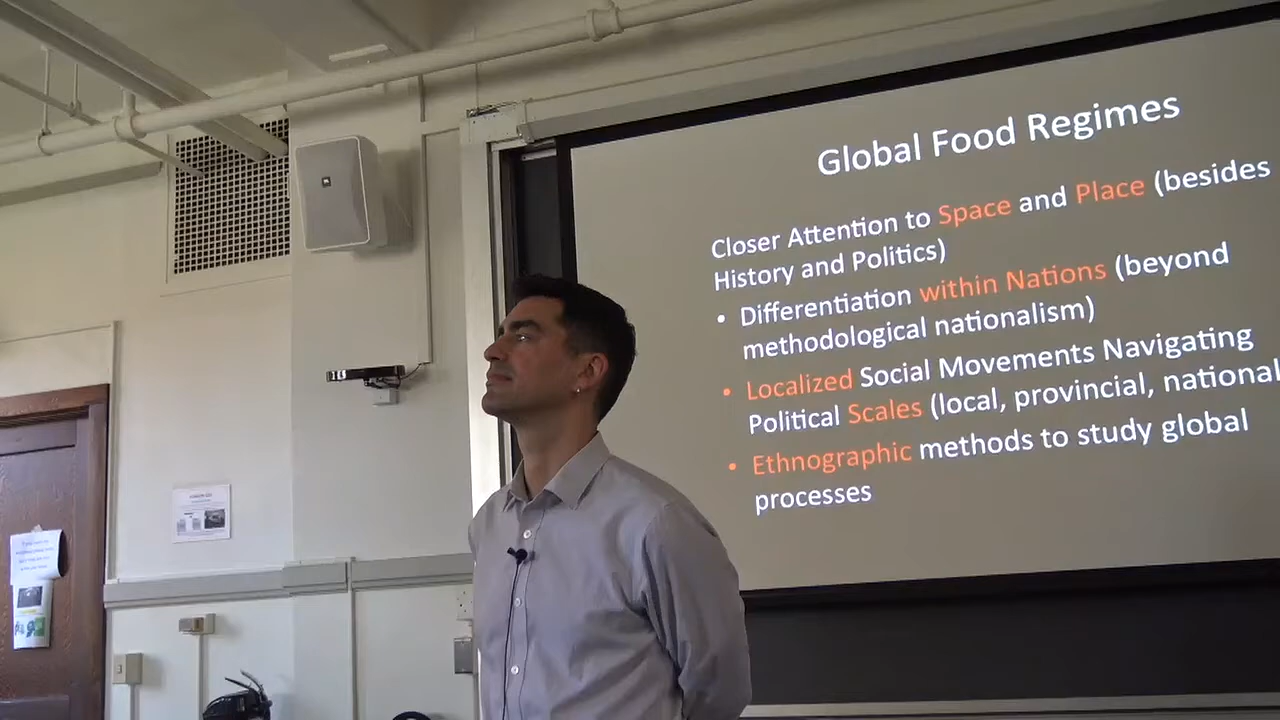 Global Food Regimes
Closer Attention to Space and Place (besides
History and Politics)
• Differentiation within Nations (beyond
methodological nationalism)
• Localized Social Movements Navigating
Political Scales (local, provincial, national
• Ethnographic methods to study global
processes
JBL